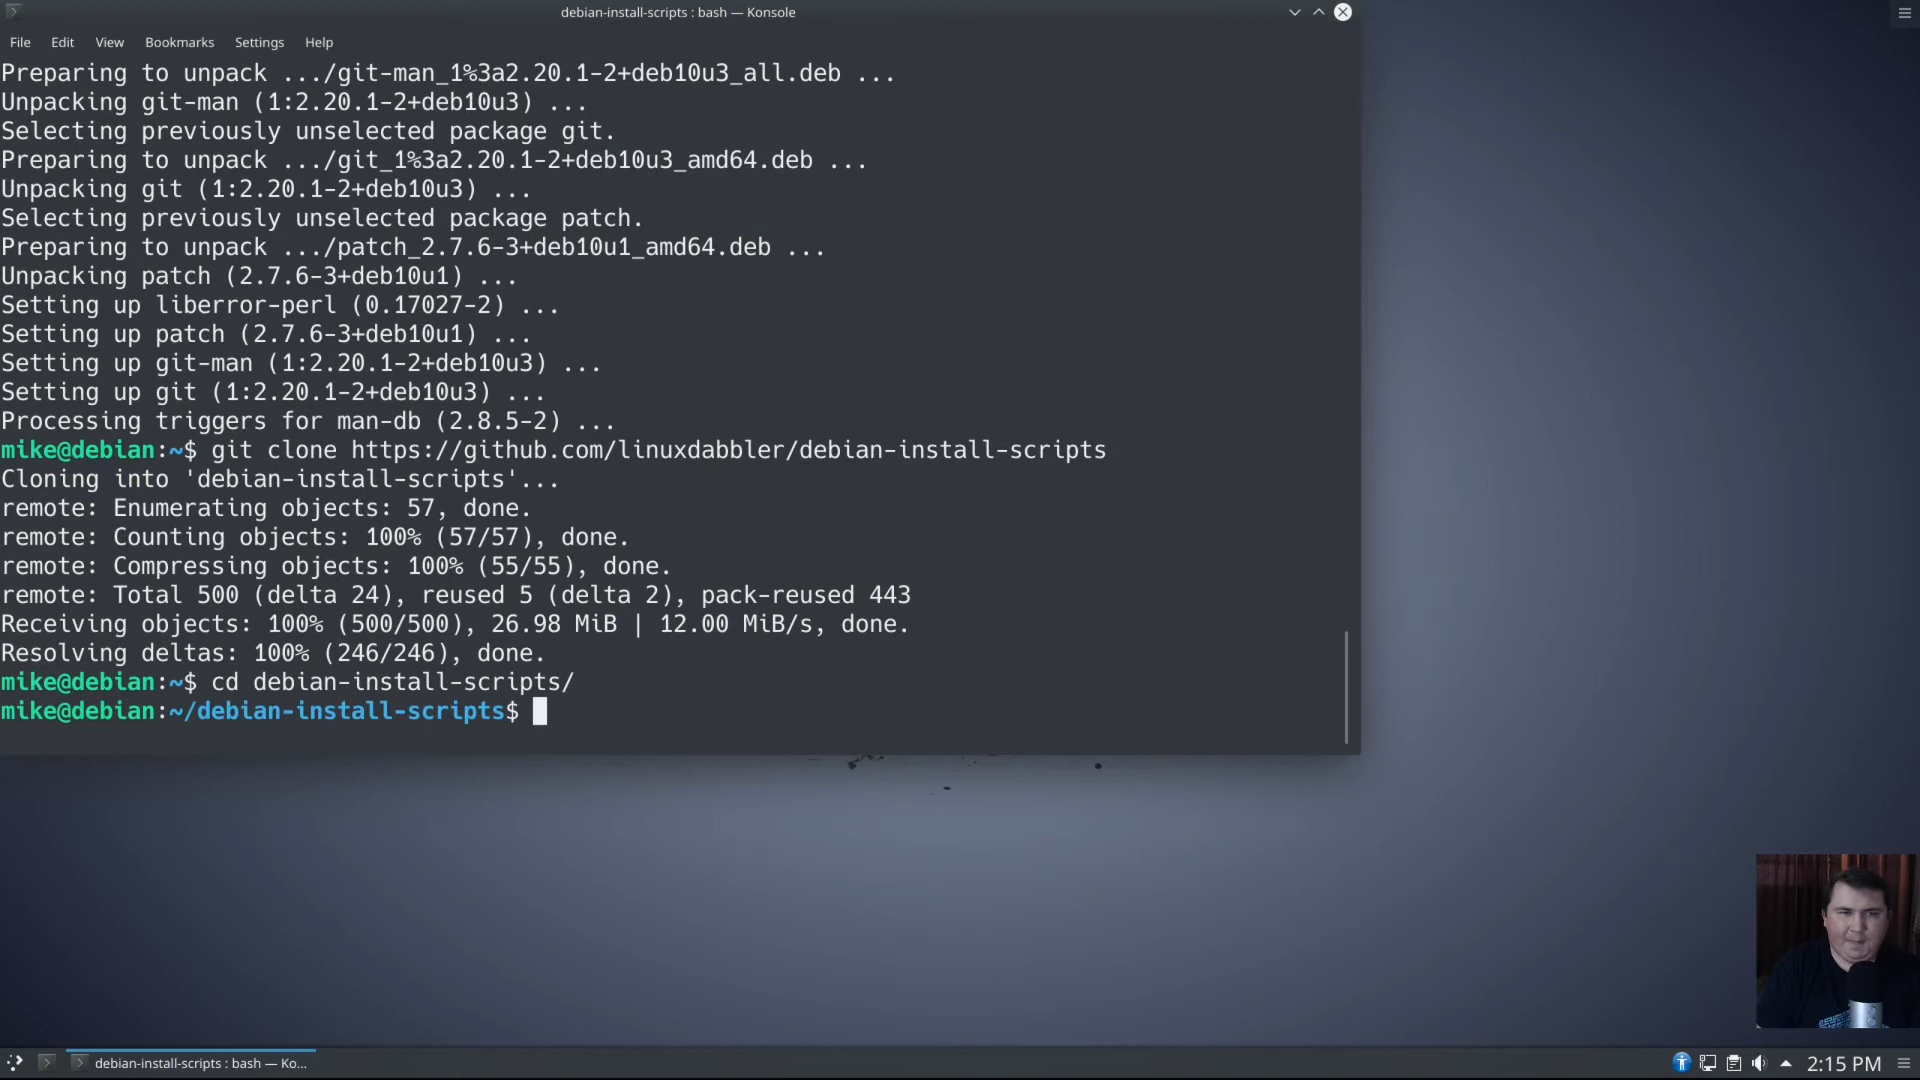 debian-install-scripts : bash — Konsole
File Edit View Bookmarks Settings Help
Preparing to unpack .../git-man_1%3a2.20.1-2+deb10u3_all.deb ...
Unpacking git-man (1:2.20.1-2+deb10u3) ...
Selecting previously unselected package git.
Preparing to unpack .../git_1%3a2.20.1-2+deb10u3_amd64.deb ...
Unpacking git (1:2.20.1-2+deb10u3) ...
Selecting previously unselected package patch.
Preparing to unpack .../patch_2.7.6-3+deb10u1_amd64.deb ...
Unpacking patch (2.7.6-3+deb10u1) ...
Setting up liberror-perl (0.17027-2) ...
Setting up patch (2.7.6-3+deb10u1) ...
Setting up git-man (1:2.20.1-2+deb10u3) ...
Setting up git (1:2.20.1-2+deb10u3) ...
Processing triggers for man-db (2.8.5-2) ...
mike@debian:~$ git clone https://github.com/linuxdabbler/debian-install-scripts
Cloning into 'debian-install-scripts'...
remote: Enumerating objects: 57, done.
remote: Counting objects: 100% (57/57), done.
remote: Compressing objects: 100% (55/55), done.
remote: Total 500 (delta 24), reused 5 (delta 2), pack-reused 443
Receiving objects: 100% (500/500), 26.98 MiB | 12.00 MiB/s, done.
Resolving deltas: 100% (246/246), done.
mike@debian:~$ cd debian-install-scripts/
mike@debian:~/debian-install-scripts$
debian-install-scripts : bash — Ko...
2:15 PM